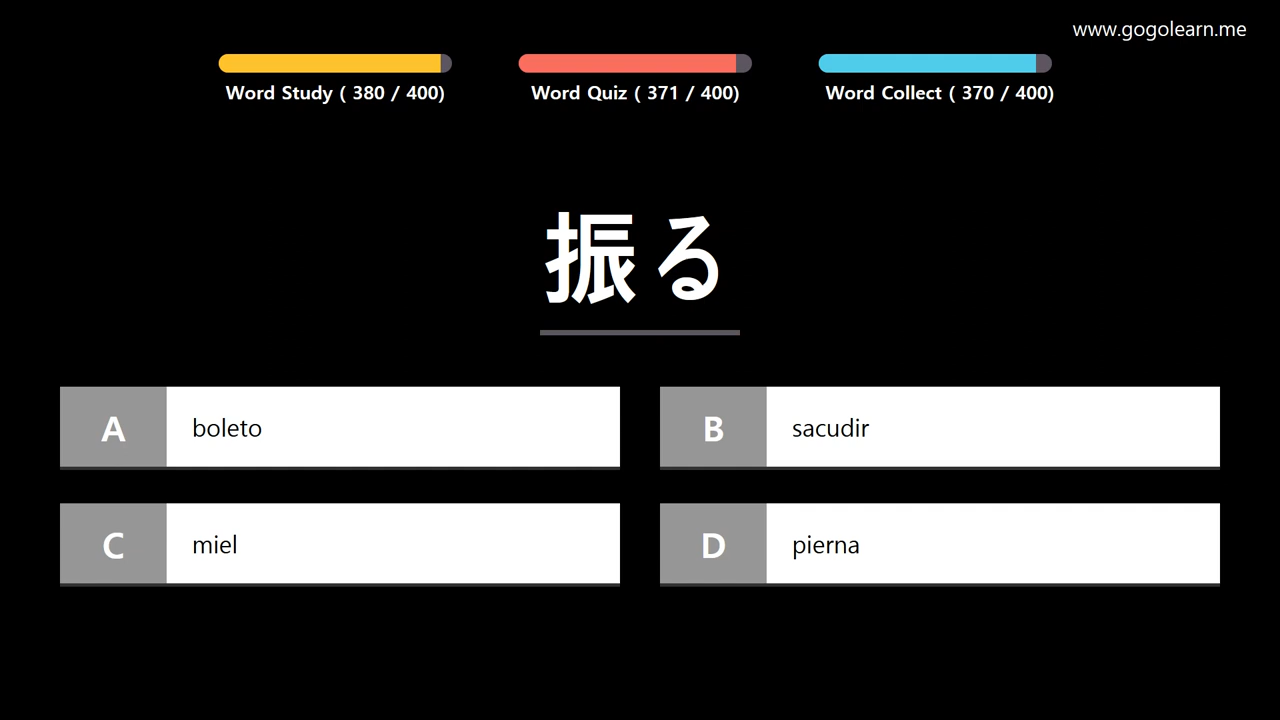 www.gogolearn.me
Word Study ( 380 / 400)
Word Quiz ( 371 / 400)
Word Collect ( 370 / 400)
振る
A boleto
B sacudir
C miel
D pierna